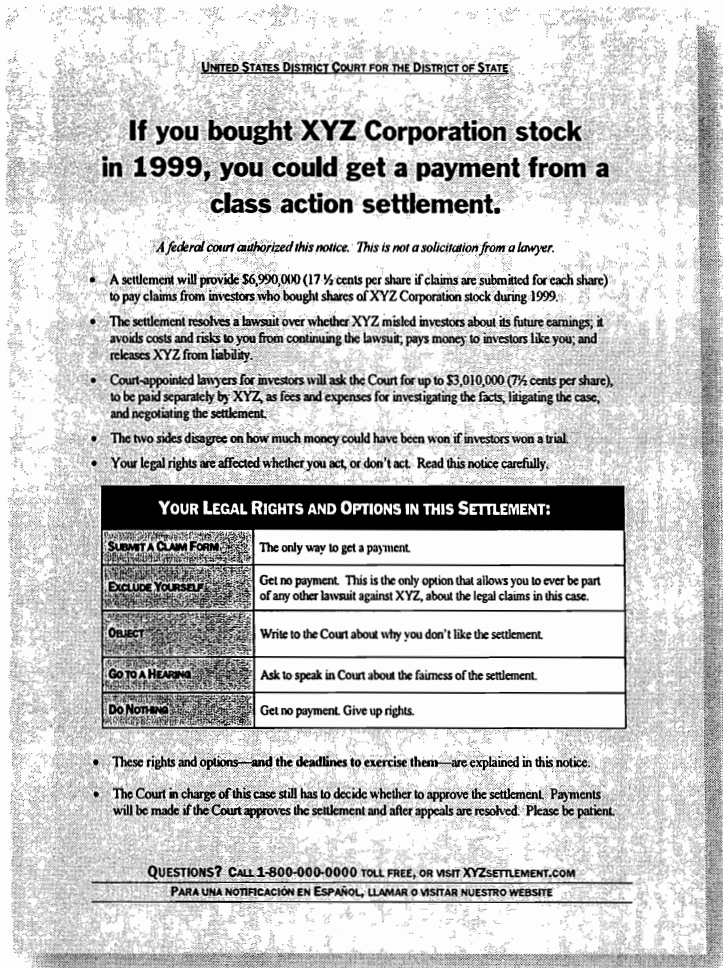 UNITED STATES DISTRICT COURT FOR THE DISTRICT OF STATE
If you bought XYZ Corporation stock
in 1999, you could get a payment from a
class action settlement.
A federal court authorized this notice. This is not a solicitation from a lawyer.
• A settlement will provide $6,990,000 (17 ½ cents per share if claims are submitted for each share)
to pay claims from investors who bought shares of XYZ Corporation stock during 1999.
• The settlement resolves a lawsuit over whether XYZ misled investors about its future earnings; it
avoids costs and risks to you from continuing the lawsuit; pays money to investors like you; and
releases XYZ from liability.
• Court-appointed lawyers for investors will ask the Court for up to $3,010,000 (7½ cents per share),
to be paid separately by XYZ, as fees and expenses for investigating the facts, litigating the case,
and negotiating the settlement.
• The two sides disagree on how much money could have been won if investors won a trial.
• Your legal rights are affected whether you act, or don't act. Read this notice carefully.
YOUR LEGAL RIGHTS AND OPTIONS IN THIS SETTLEMENT:
SUBMIT A CLAIM FORM The only way to get a payment.
EXCLUDE YOURSELF Get no payment. This is the only option that allows you to ever be part
of any other lawsuit against XYZ, about the legal claims in this case.
OBJECT Write to the Court about why you don't like the settlement.
GO TO A HEARING Ask to speak in Court about the fairness of the settlement.
DO NOTHING Get no payment. Give up rights.
• These rights and options—and the deadlines to exercise them—are explained in this notice.
• The Court in charge of this case still has to decide whether to approve the settlement. Payments
will be made if the Court approves the settlement and after appeals are resolved. Please be patient.
QUESTIONS? CALL 1-800-000-0000 TOLL FREE, OR VISIT XYZSETTLEMENT.COM
PARA UNA NOTIFICACIÓN EN ESPAÑOL, LLAMAR O VISITAR NUESTRO WEBSITE